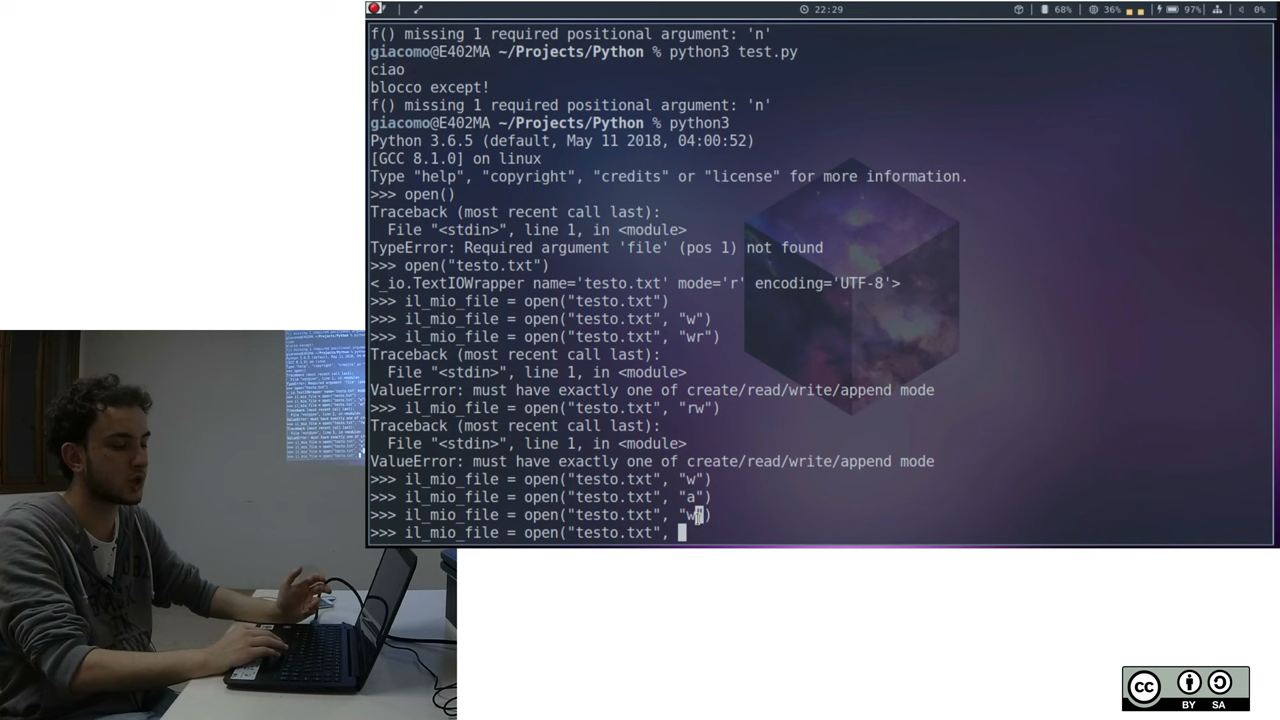 22:29 68% 36% 97% 0%
f() missing 1 required positional argument: 'n'
giacomo@E402MA ~/Projects/Python % python3 test.py
ciao
blocco except!
f() missing 1 required positional argument: 'n'
giacomo@E402MA ~/Projects/Python % python3
Python 3.6.5 (default, May 11 2018, 04:00:52)
[GCC 8.1.0] on linux
Type "help", "copyright", "credits" or "license" for more information.
>>> open()
Traceback (most recent call last):
  File "<stdin>", line 1, in <module>
TypeError: Required argument 'file' (pos 1) not found
>>> open("testo.txt")
<_io.TextIOWrapper name='testo.txt' mode='r' encoding='UTF-8'>
>>> il_mio_file = open("testo.txt")
>>> il_mio_file = open("testo.txt", "w")
>>> il_mio_file = open("testo.txt", "wr")
Traceback (most recent call last):
  File "<stdin>", line 1, in <module>
ValueError: must have exactly one of create/read/write/append mode
>>> il_mio_file = open("testo.txt", "rw")
Traceback (most recent call last):
  File "<stdin>", line 1, in <module>
ValueError: must have exactly one of create/read/write/append mode
>>> il_mio_file = open("testo.txt", "w")
>>> il_mio_file = open("testo.txt", "a")
>>> il_mio_file = open("testo.txt", "w")
>>> il_mio_file = open("testo.txt",
cc
BY SA